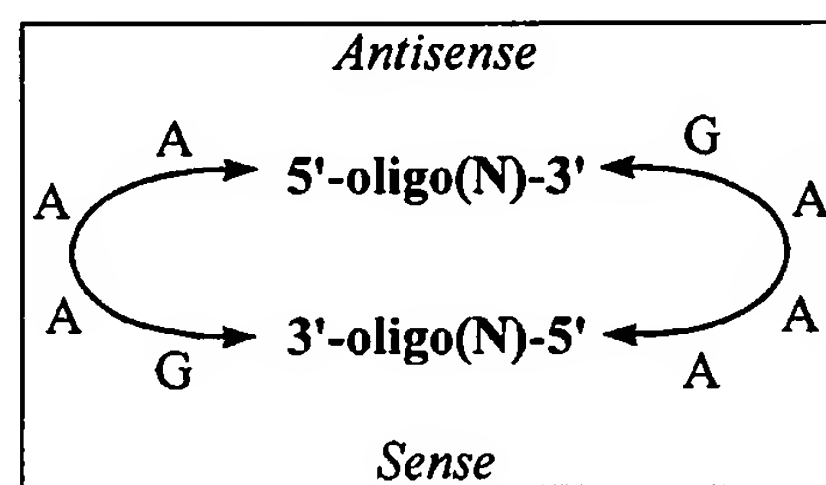 Antisense
A G
A 5'-oligo(N)-3' A
A 3'-oligo(N)-5' A
G A
Sense